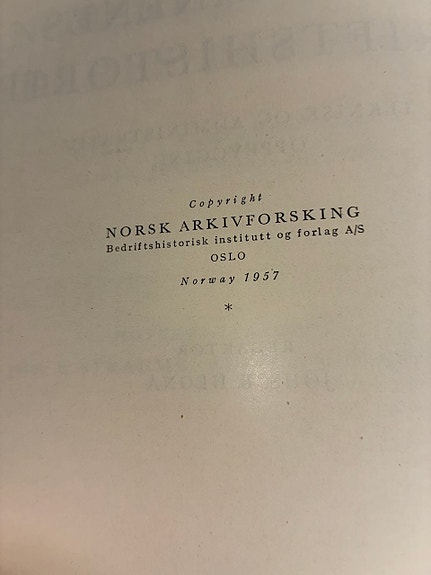 Copyright
NORSK ARKIVFORSKING
Bedriftshistorisk institutt og forlag A/S
OSLO
Norway 1957
*